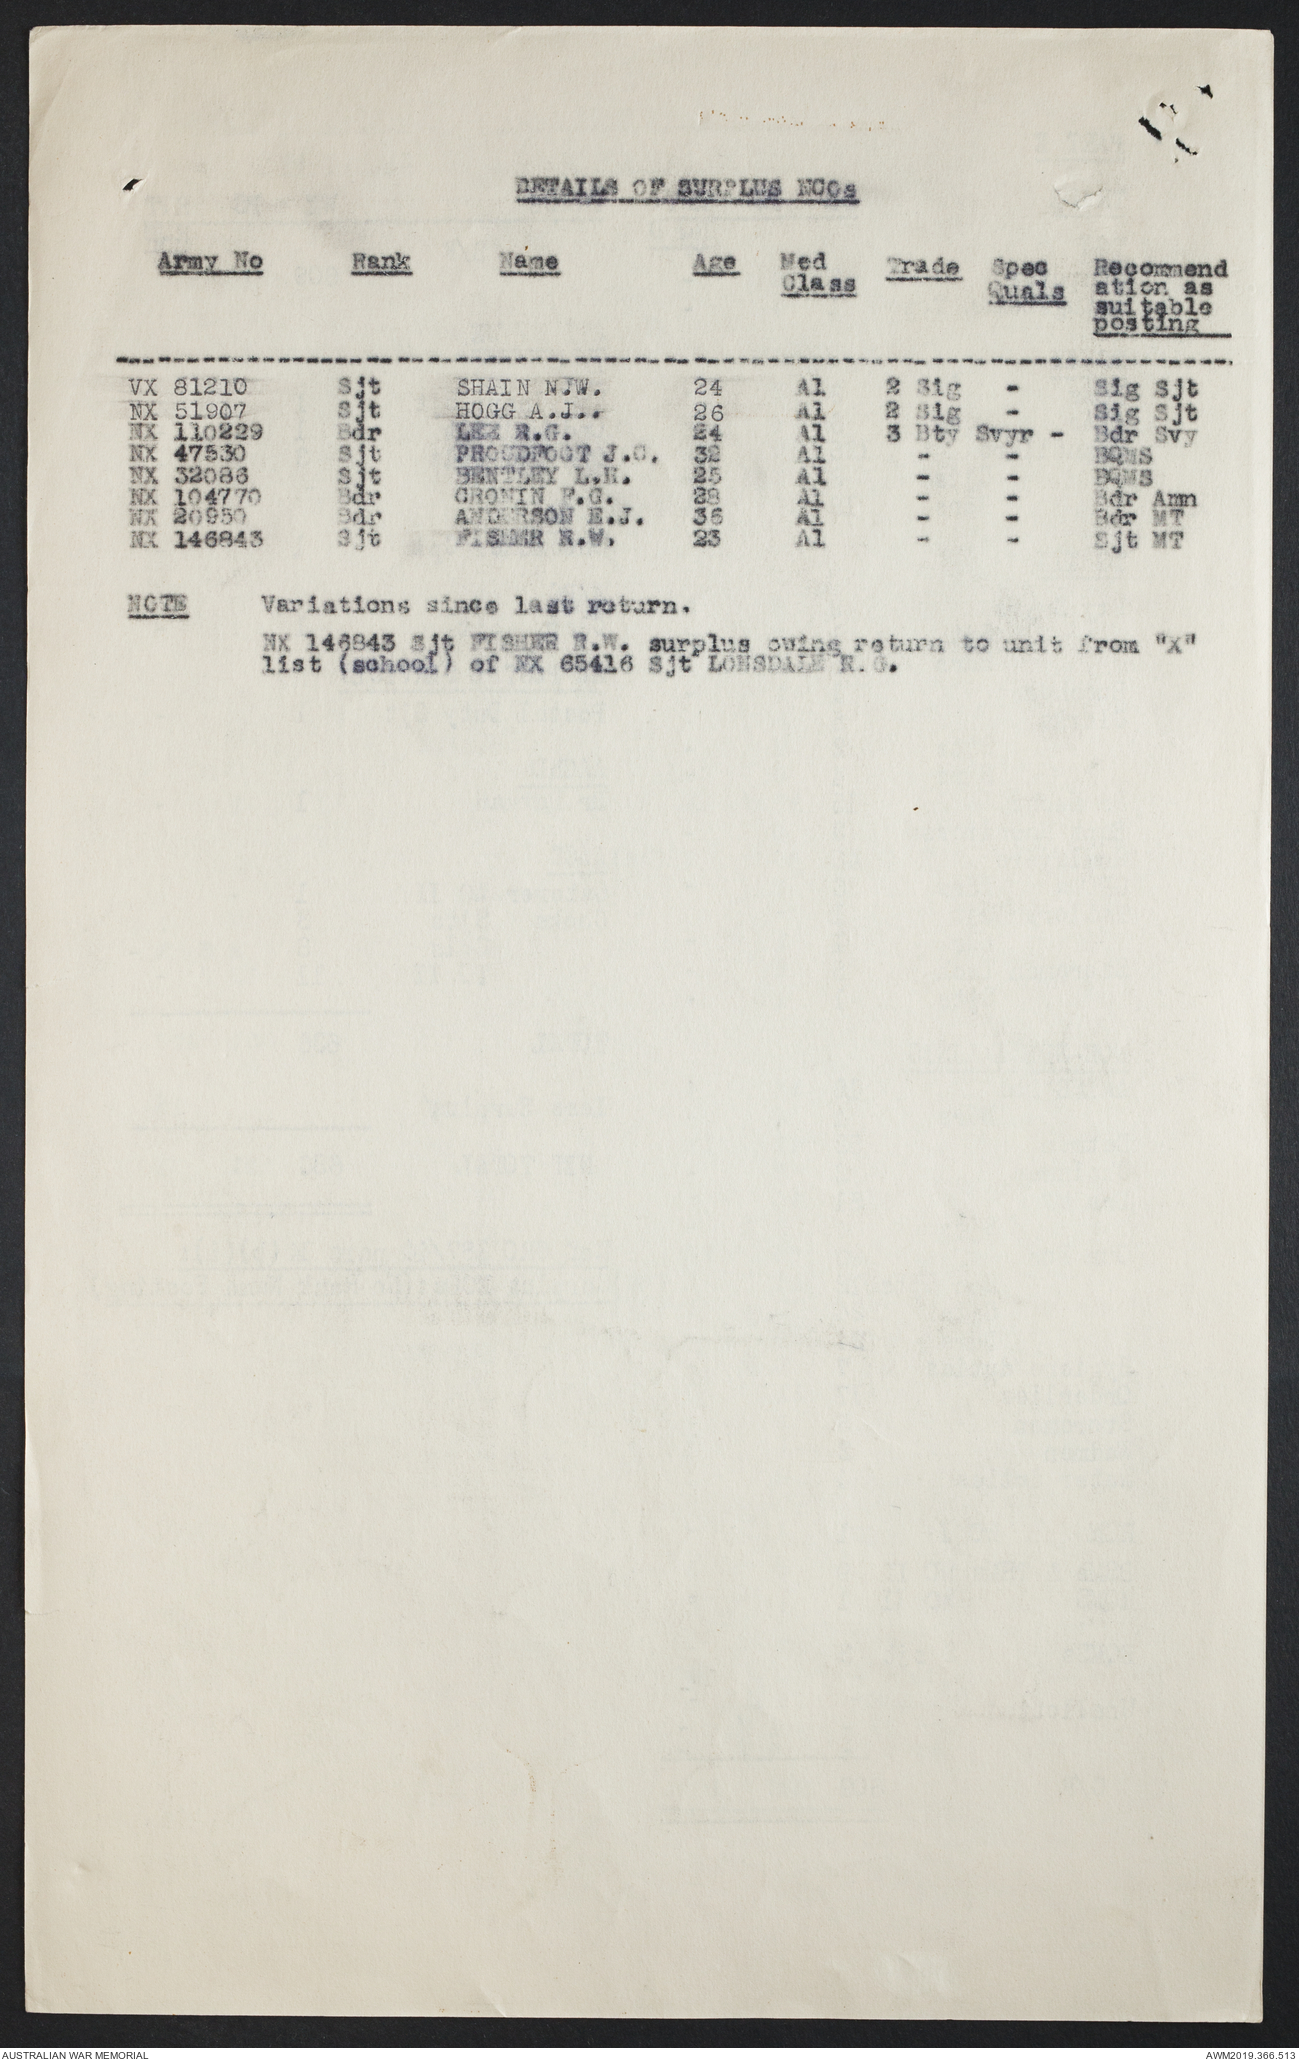 DETAILS OF SURPLUS NCOs
Army No Rank Name Age Med Class Trade Spec Quals Recommend ation as suitable posting
VX 81210 Sjt SHAIN N.W. 24 A1 2 Sig - Sig Sjt
NX 51907 Sjt HOGG A.J.. 26 A1 2 Sig - Sig Sjt
NX 110229 Bdr LEE R.G. 24 A1 3 Bty Svyr - Bdr Svy
NX 47530 Sjt PROUDFOOT J.C. 32 A1 - - BQMS
NX 32086 Sjt BENTLEY L.H. 25 A1 - - BQMS
NX 104770 Bdr CRONIN F.G. 28 A1 - - Bdr Amn
NX 20950 Bdr ANDERSON E.J. 36 A1 - - Bdr MT
NX 146843 Sjt FISHER R.W. 23 A1 - - Sjt MT
NOTE Variations since last return.
NX 146843 Sjt FISHER R.W. surplus owing return to unit from "X"
list (school) of NX 65416 Sjt LONSDALE R.G.
AUSTRALIAN WAR MEMORIAL AWM2019.366.513